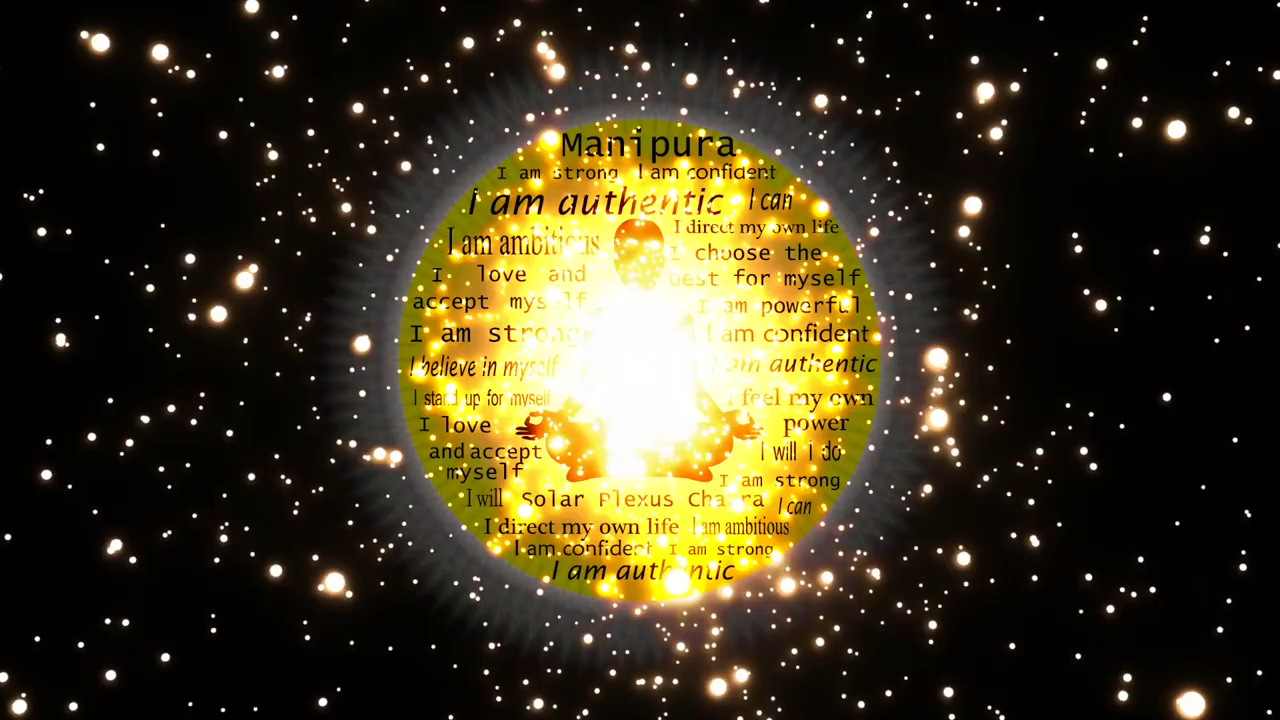 Manipura
I am strong I am confident
I am authentic I can
I am ambitious I direct my own life
I choose the
I love and best for myself
accept myself I am powerful
I am strong I am confident
I believe in myself I am authentic
I stand up for myself I feel my own
I love power
and accept I will I do
myself I am strong
I will Solar Plexus Chakra I can
I direct my own life I am ambitious
I am confident I am strong
I am authentic